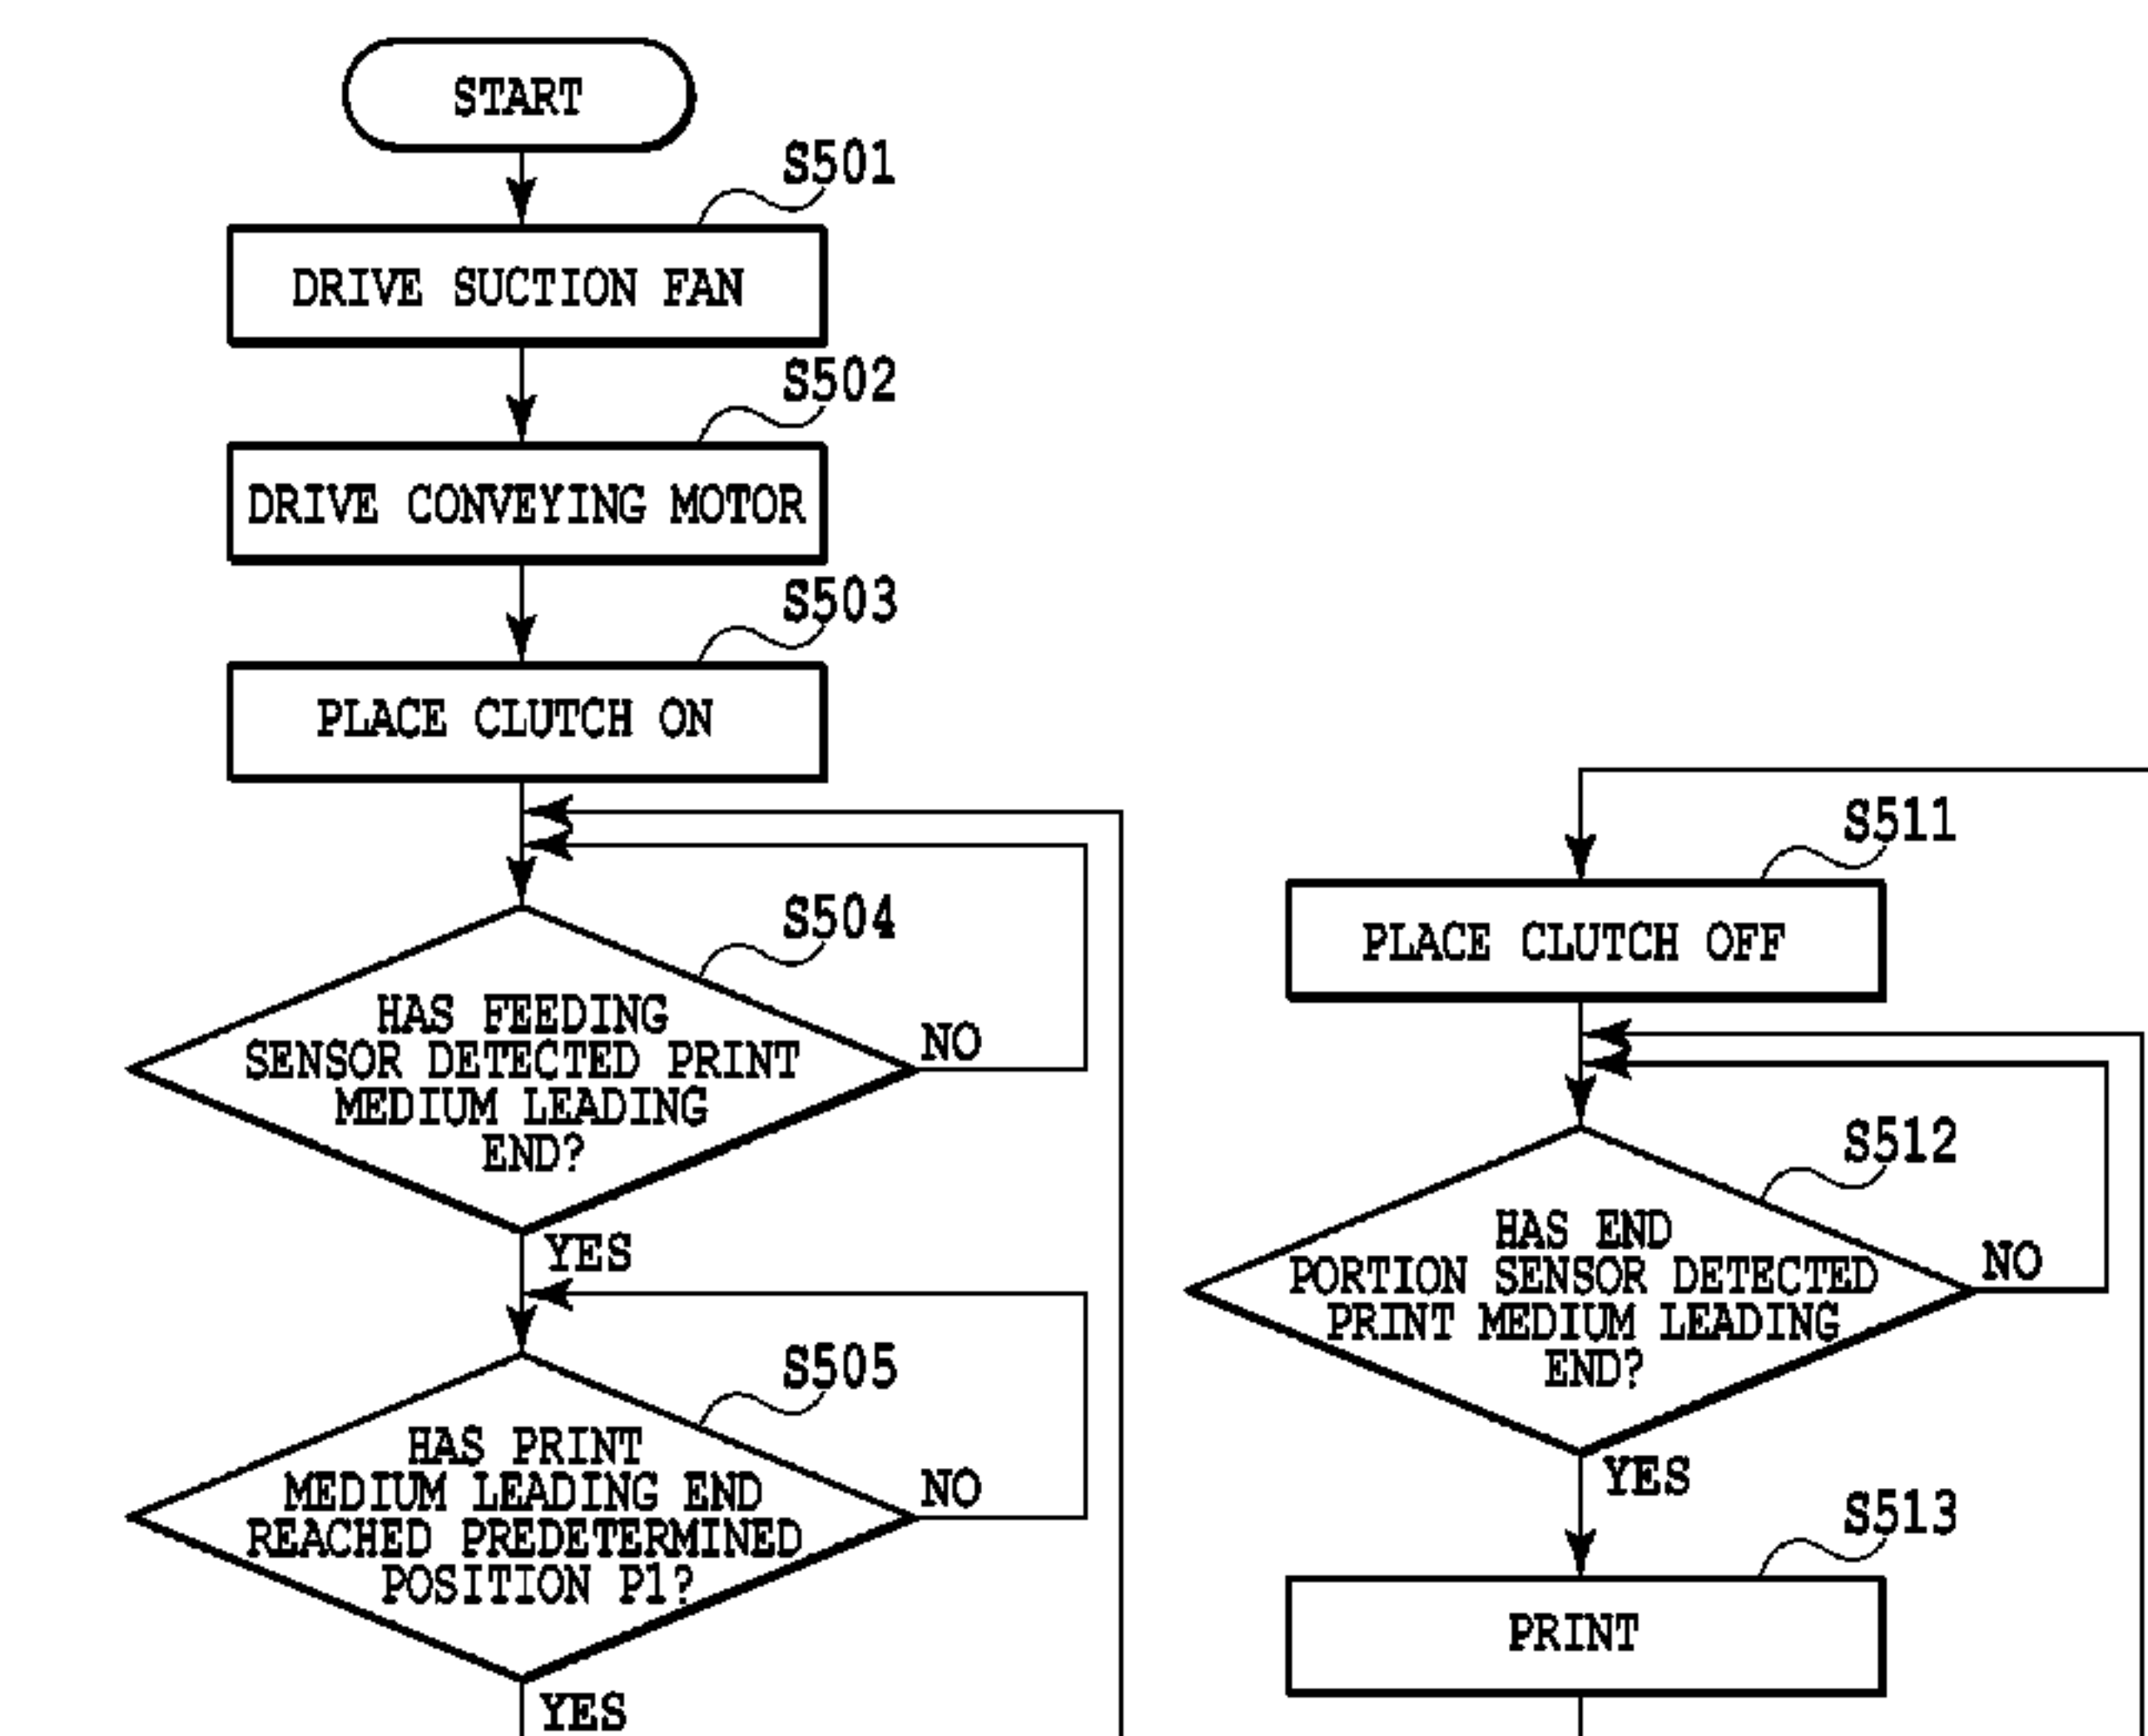 START
S501
DRIVE SUCTION FAN
S502
DRIVE CONVEYING MOTOR
S503
PLACE CLUTCH ON
S504
HAS FEEDING
SENSOR DETECTED PRINT
MEDIUM LEADING
END?
NO
YES
S505
HAS PRINT
MEDIUM LEADING END
REACHED PREDETERMINED
POSITION P1?
NO
YES
S511
PLACE CLUTCH OFF
S512
HAS END
PORTION SENSOR DETECTED
PRINT MEDIUM LEADING
END?
NO
YES
S513
PRINT